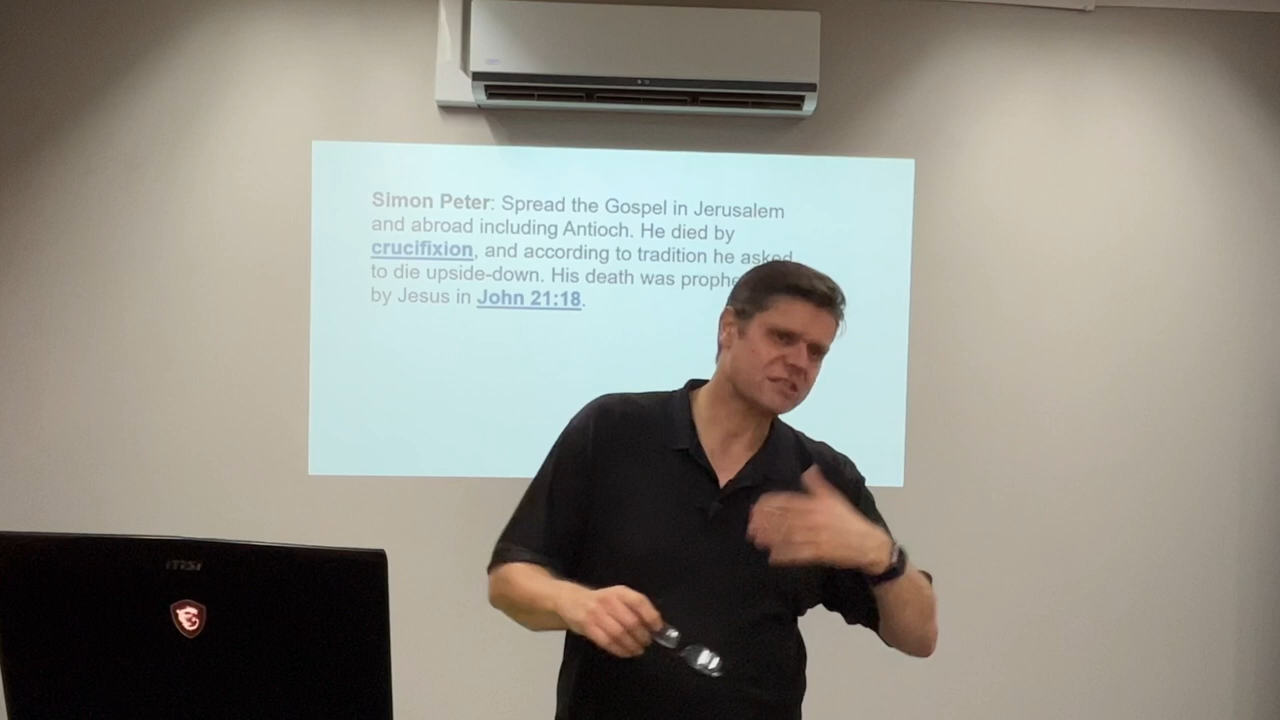 Simon Peter: Spread the Gospel in Jerusalem
and abroad including Antioch. He died by
crucifixion, and according to tradition he asked
to die upside-down. His death was prophe
by Jesus in John 21:18.
msi